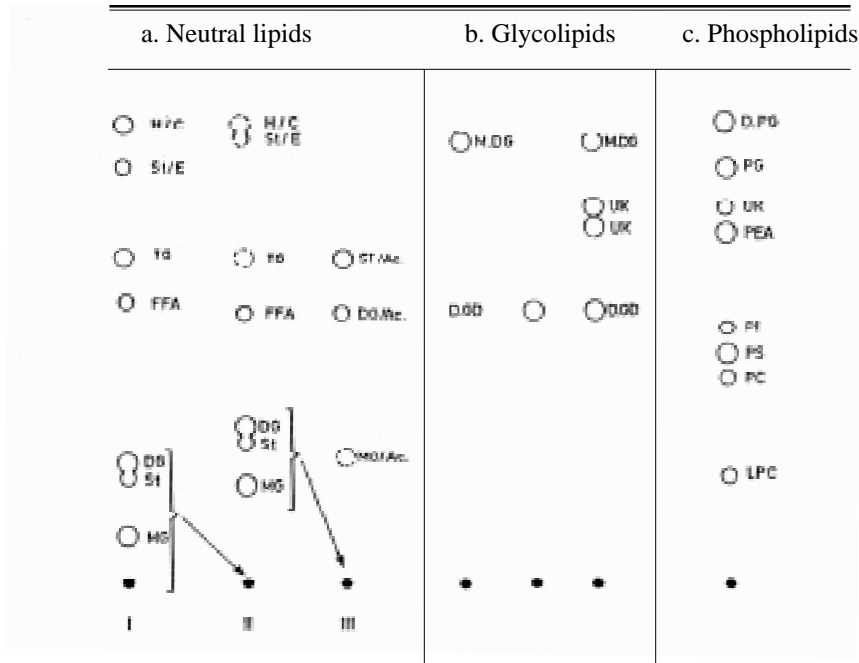 a. Neutral lipids
b. Glycolipids
c. Phospholipids
H/C
St/E
TG
FFA
DG
St
MG
I
H/C
St/E
TG
FFA
DG
St
MG
II
ST/Ac.
DG/Ac.
MG/Ac.
III
M.DG
D.GD
M.DG
UK
UK
D.GD
D.PG
PG
UK
PEA
PI
PS
PC
LPC